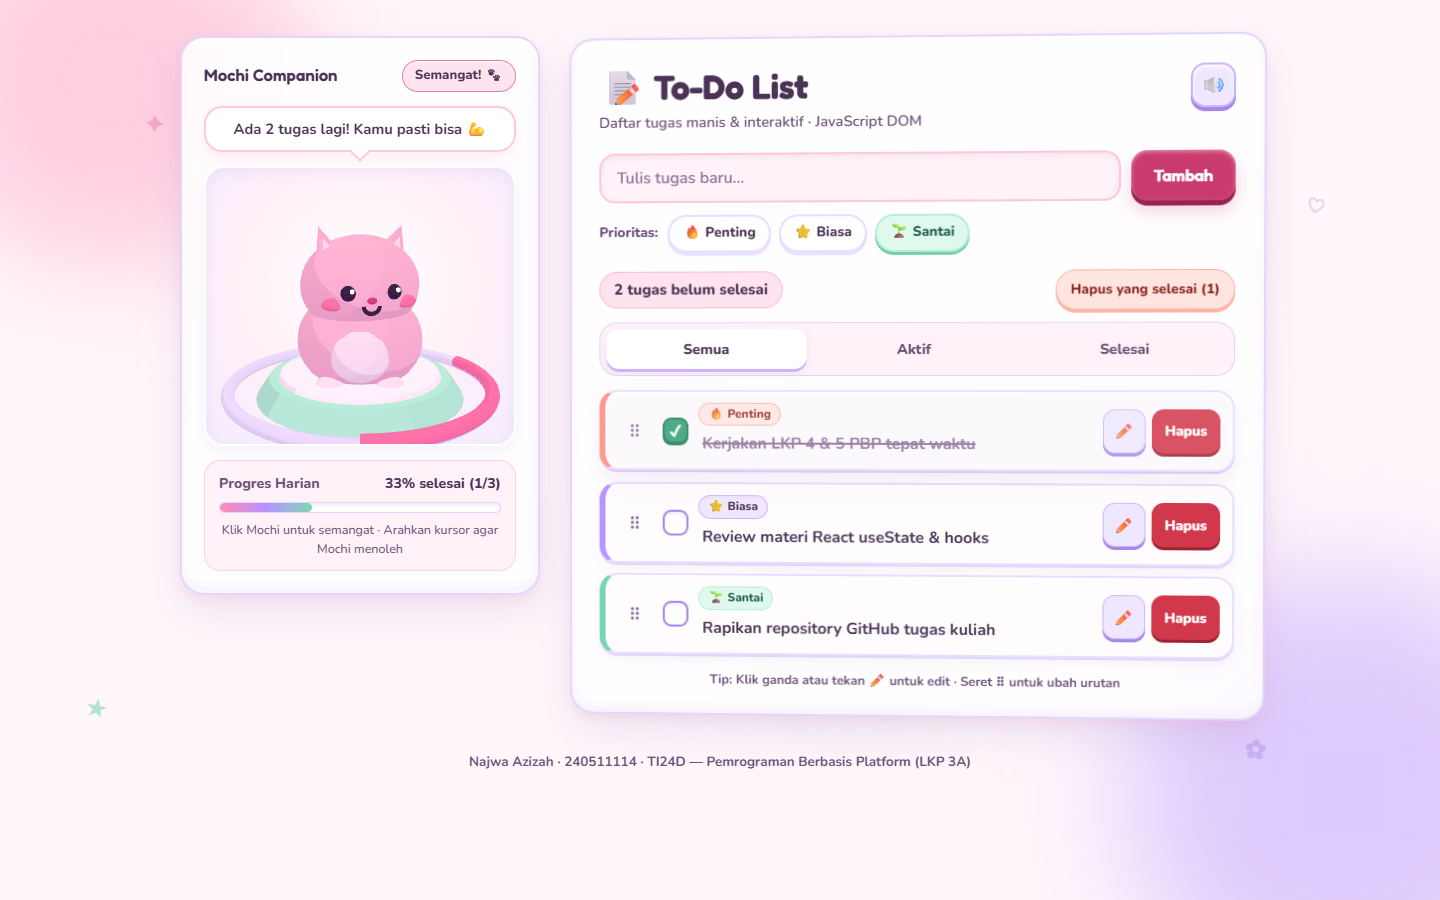 Mochi Companion
Semangat! 🐾
Ada 2 tugas lagi! Kamu pasti bisa 💪
Progres Harian
33% selesai (1/3)
Klik Mochi untuk semangat · Arahkan kursor agar
Mochi menoleh
📝 To-Do List
Daftar tugas manis & interaktif · JavaScript DOM
Tulis tugas baru...
Tambah
Prioritas:
🔥 Penting
⭐ Biasa
🌱 Santai
2 tugas belum selesai
Hapus yang selesai (1)
Semua
Aktif
Selesai
🔥 Penting
Kerjakan LKP 4 & 5 PBP tepat waktu
Hapus
⭐ Biasa
Review materi React useState & hooks
Hapus
🌱 Santai
Rapikan repository GitHub tugas kuliah
Hapus
Tip: Klik ganda atau tekan ✏️ untuk edit · Seret ⠿ untuk ubah urutan
Najwa Azizah · 240511114 · TI24D — Pemrograman Berbasis Platform (LKP 3A)